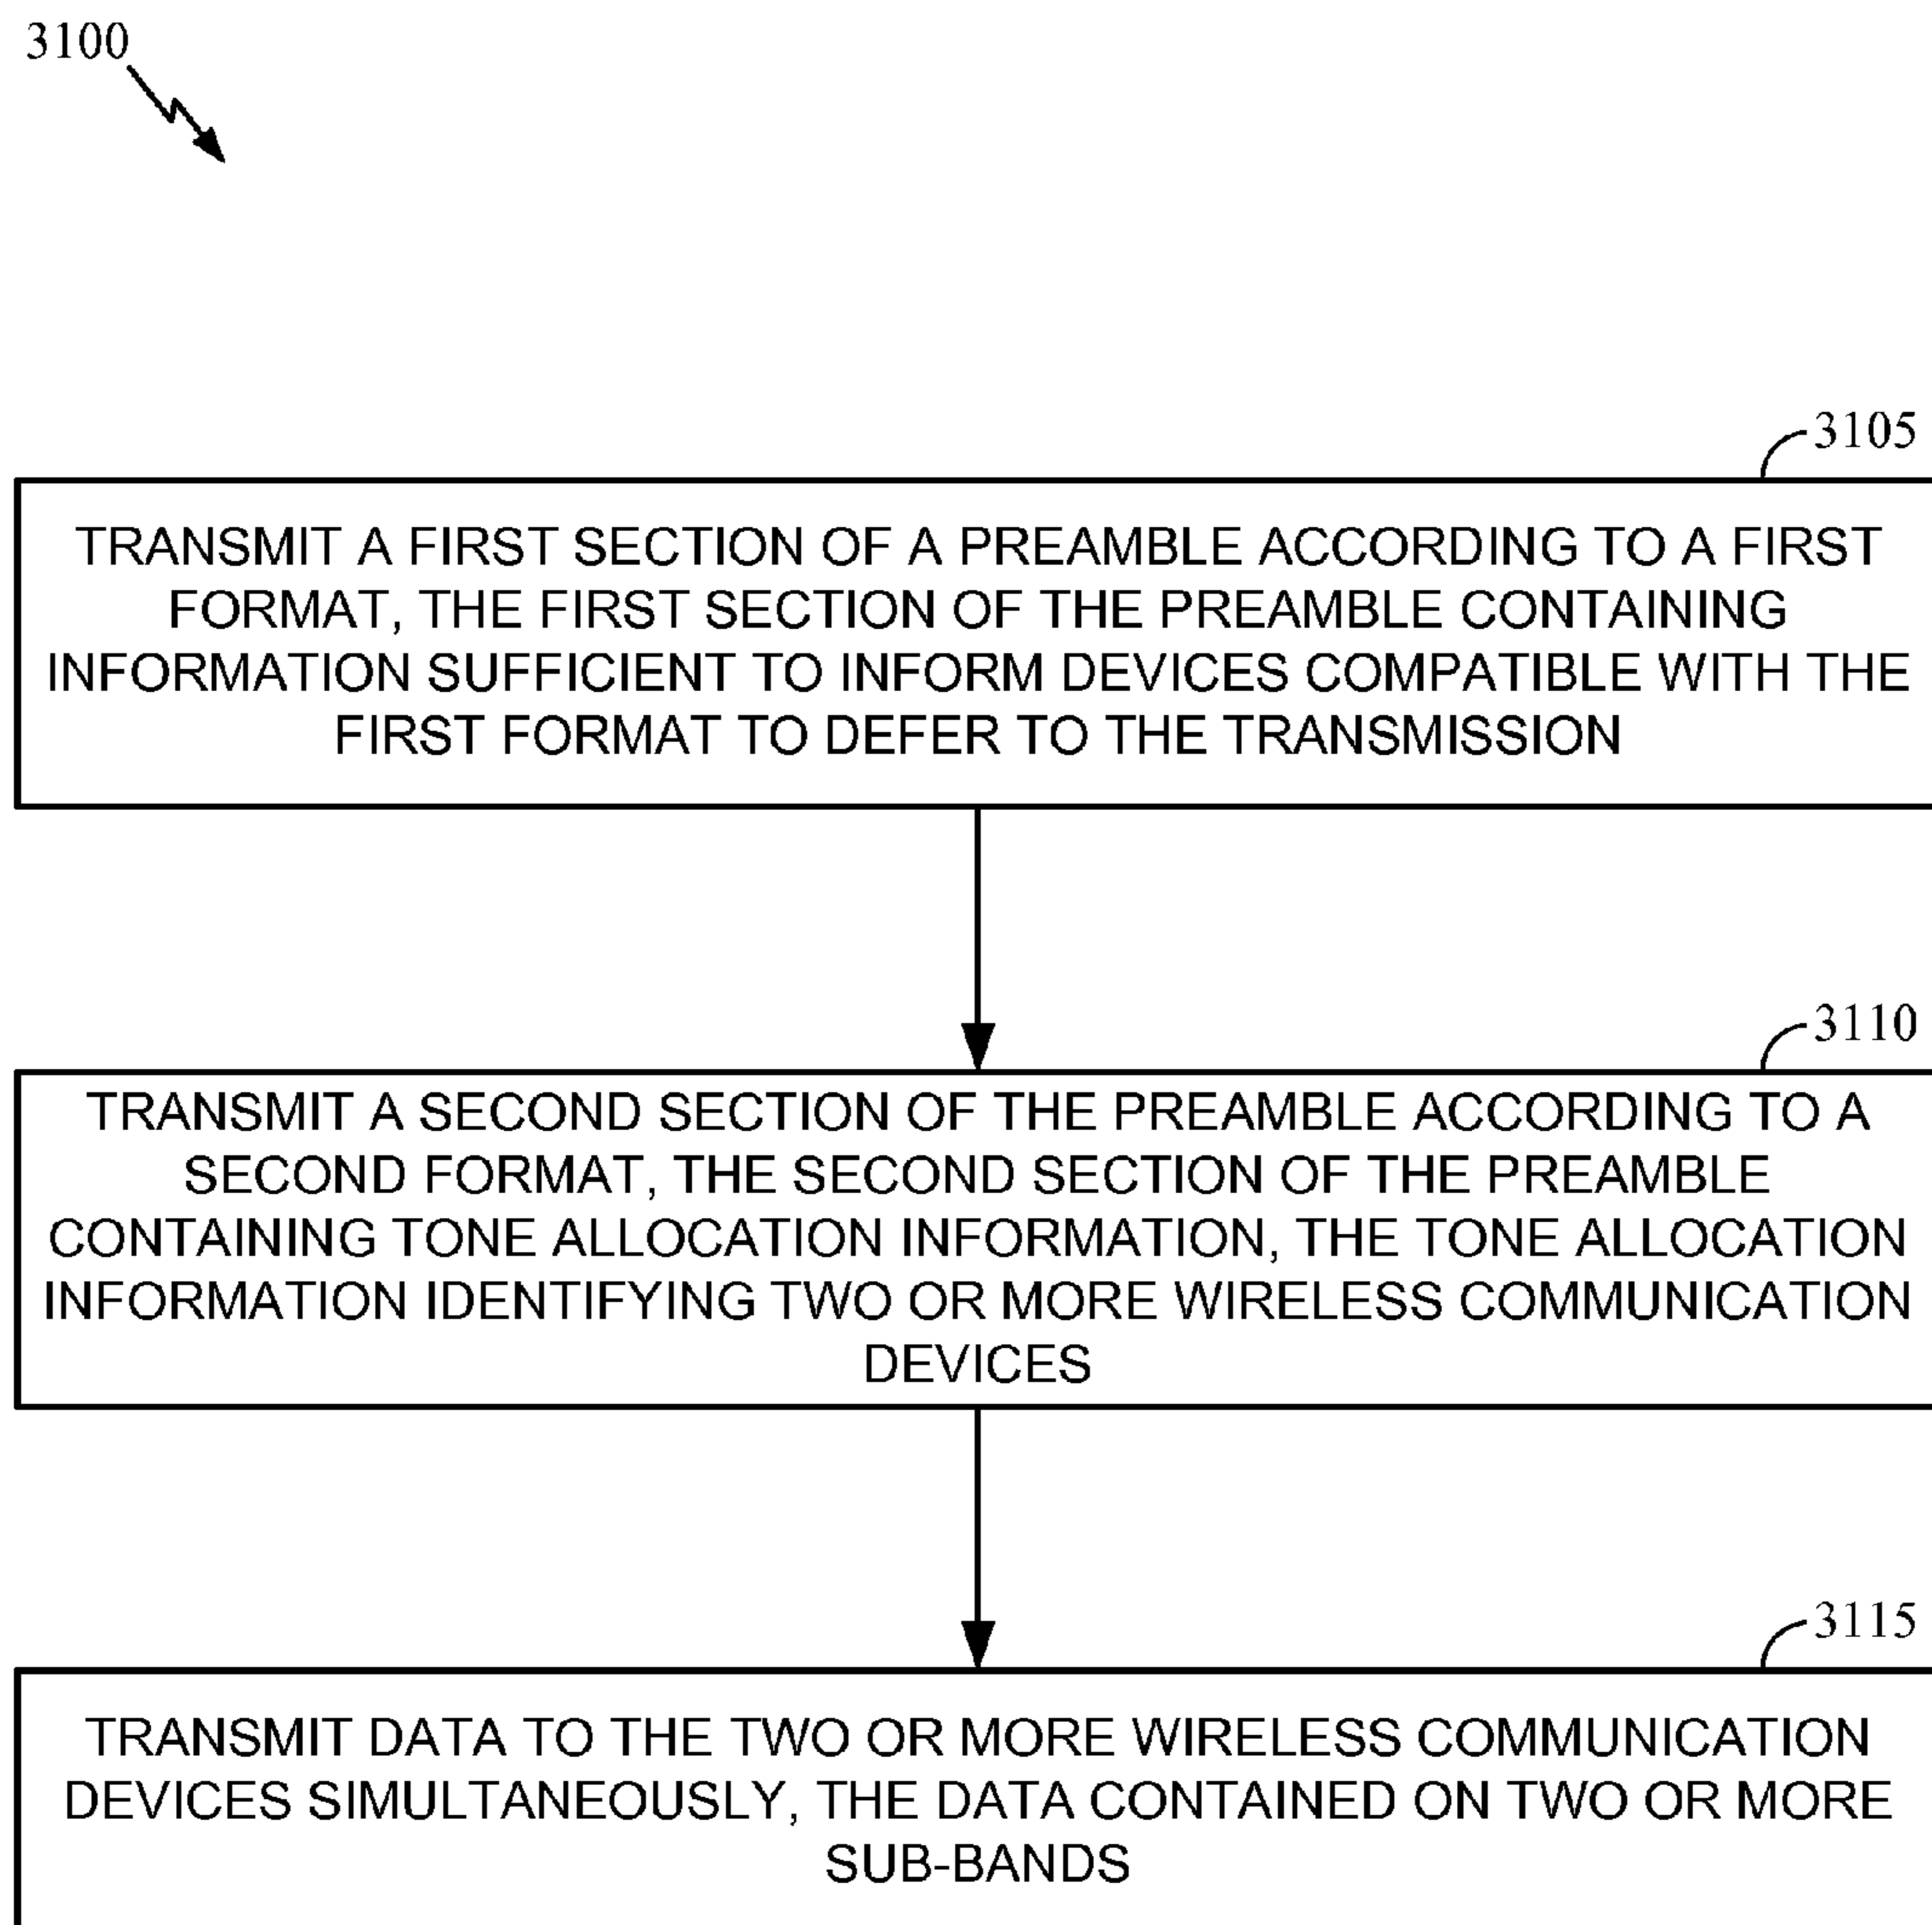 3100
3105
TRANSMIT A FIRST SECTION OF A PREAMBLE ACCORDING TO A FIRST
FORMAT, THE FIRST SECTION OF THE PREAMBLE CONTAINING
INFORMATION SUFFICIENT TO INFORM DEVICES COMPATIBLE WITH THE
FIRST FORMAT TO DEFER TO THE TRANSMISSION
3110
TRANSMIT A SECOND SECTION OF THE PREAMBLE ACCORDING TO A
SECOND FORMAT, THE SECOND SECTION OF THE PREAMBLE
CONTAINING TONE ALLOCATION INFORMATION, THE TONE ALLOCATION
INFORMATION IDENTIFYING TWO OR MORE WIRELESS COMMUNICATION
DEVICES
3115
TRANSMIT DATA TO THE TWO OR MORE WIRELESS COMMUNICATION
DEVICES SIMULTANEOUSLY, THE DATA CONTAINED ON TWO OR MORE
SUB-BANDS